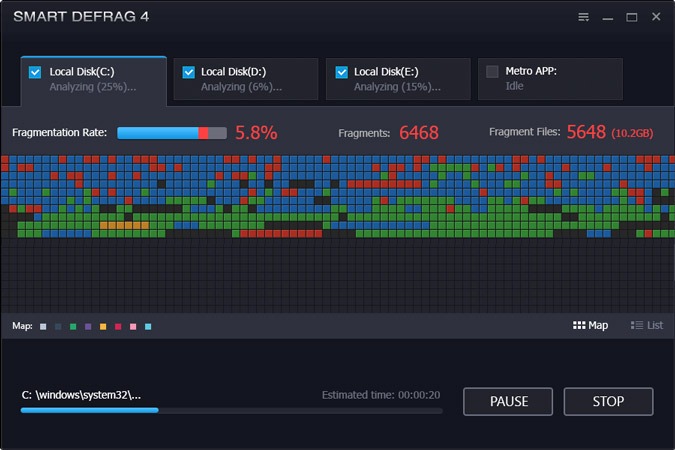 SMART DEFRAG 4
Local Disk(C:)
Analyzing (25%)...
Local Disk(D:)
Analyzing (6%)...
Local Disk(E:)
Analyzing (15%)...
Metro APP:
Idle
Fragmentation Rate: 5.8% Fragments: 6468 Fragment Files: 5648 (10.2GB)
Map: Map List
C: \windows\system32\... Estimated time: 00:00:20
PAUSE STOP